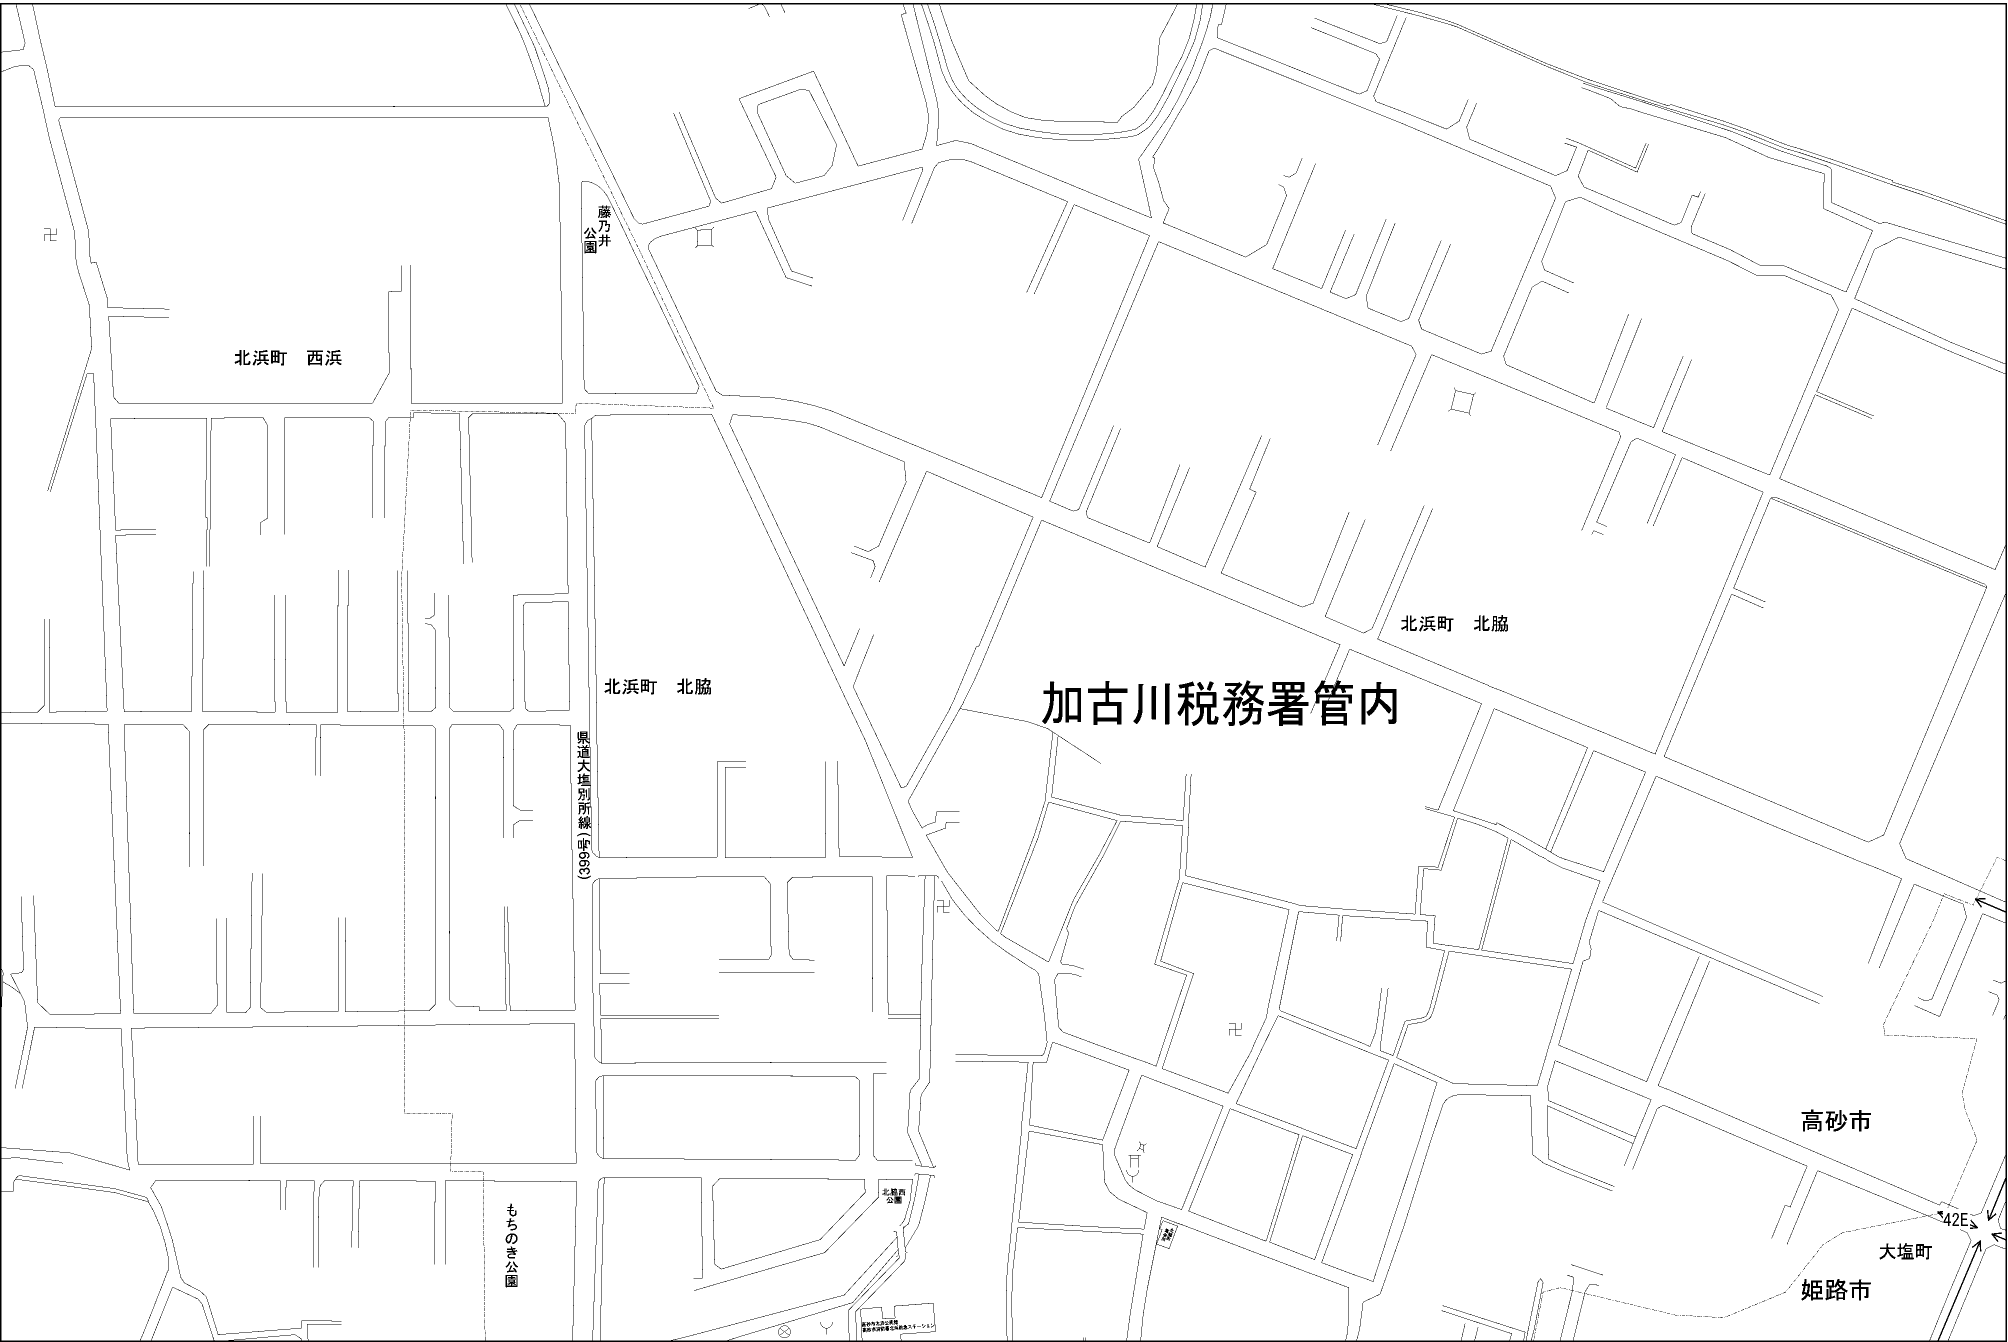 藤乃井
公園
北浜町　西浜
北浜町　北脇
北浜町　北脇
加古川税務署管内
県道大塩別所線(399号)
高砂市
北脇西
公園
もちのき公園
42E
大塩町
姫路市